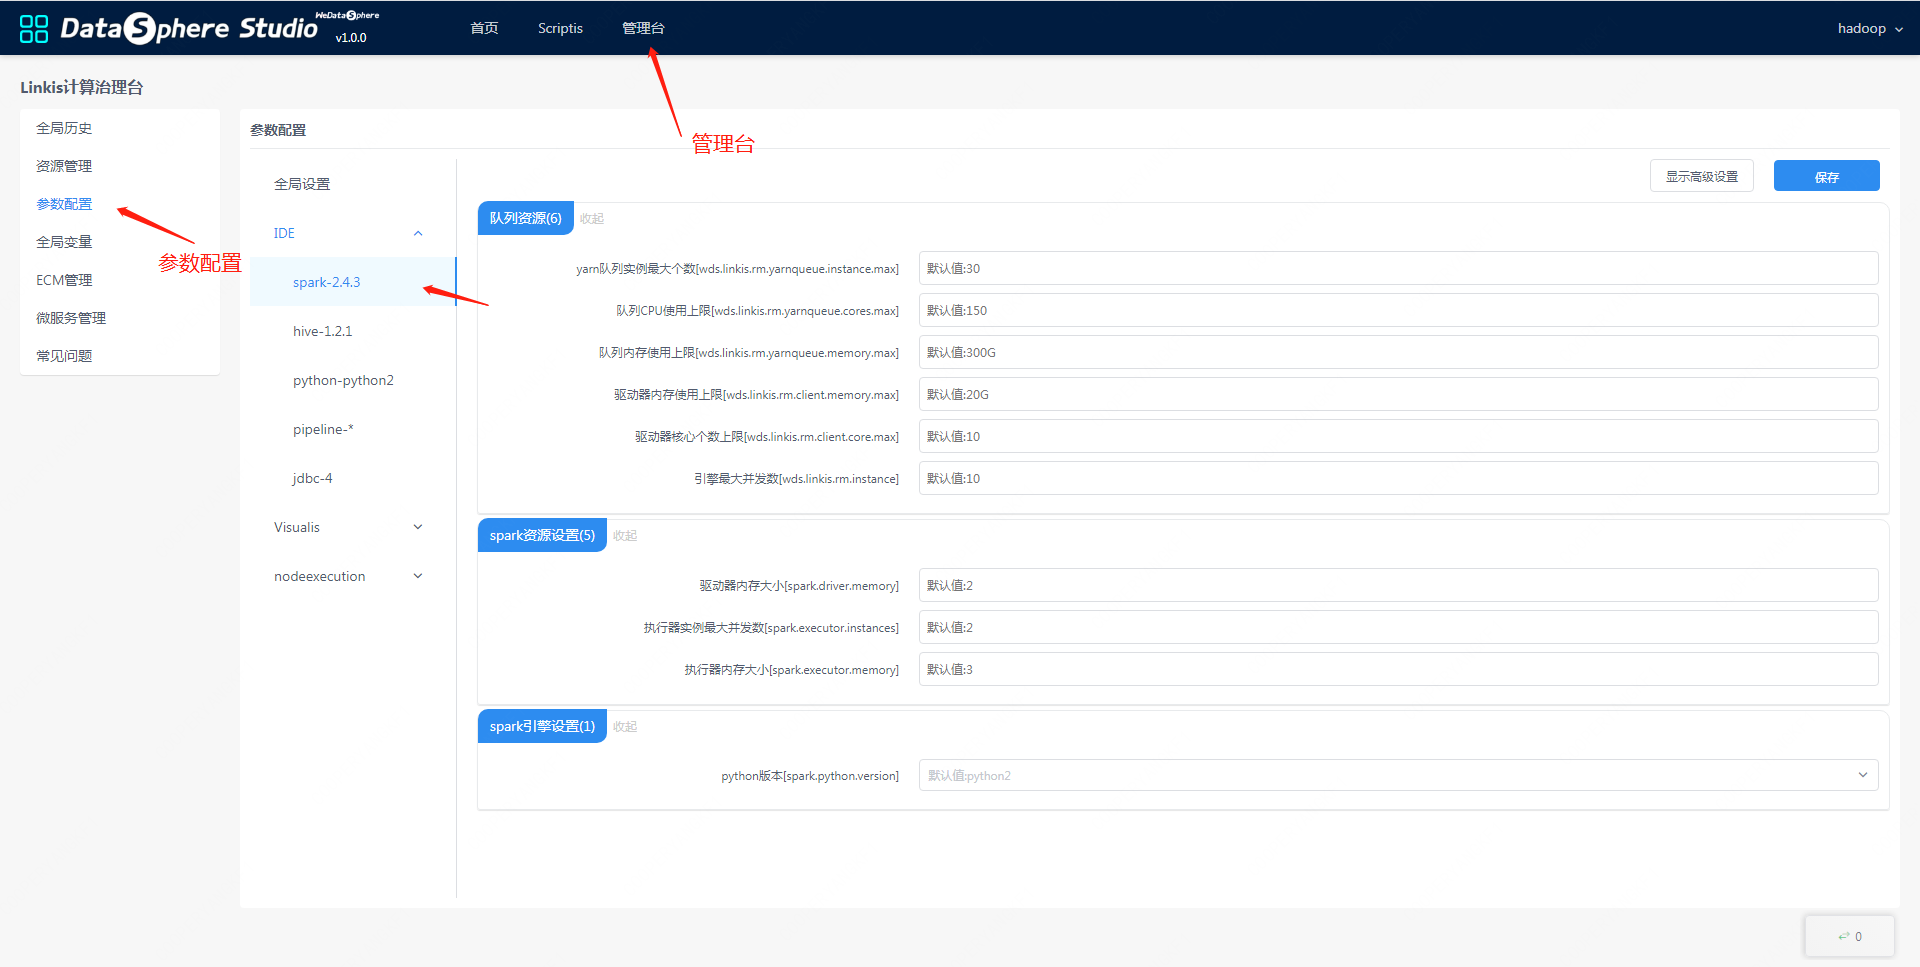 DataSphere Studio
WeDataSphere
v1.0.0
首页
Scriptis
管理台
hadoop
Linkis计算治理台
全局历史
资源管理
参数配置
全局变量
ECM管理
微服务管理
常见问题
管理台
参数配置
参数配置
全局设置
IDE
spark-2.4.3
hive-1.2.1
python-python2
pipeline-*
jdbc-4
Visualis
nodeexecution
显示高级设置
保存
队列资源(6) 收起
yarn队列实例最大个数[wds.linkis.rm.yarnqueue.instance.max] 默认值:30
队列CPU使用上限[wds.linkis.rm.yarnqueue.cores.max] 默认值:150
队列内存使用上限[wds.linkis.rm.yarnqueue.memory.max] 默认值:300G
驱动器内存使用上限[wds.linkis.rm.client.memory.max] 默认值:20G
驱动器核心个数上限[wds.linkis.rm.client.core.max] 默认值:10
引擎最大并发数[wds.linkis.rm.instance] 默认值:10
spark资源设置(5) 收起
驱动器内存大小[spark.driver.memory] 默认值:2
执行器实例最大并发数[spark.executor.instances] 默认值:2
执行器内存大小[spark.executor.memory] 默认值:3
spark引擎设置(1) 收起
python版本[spark.python.version] 默认值:python2
0